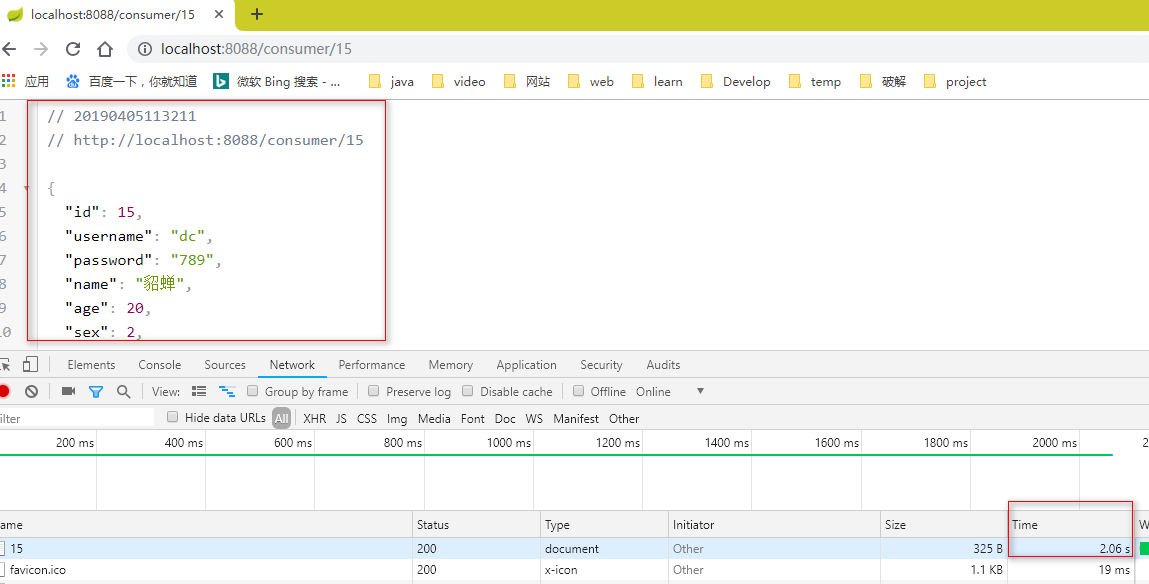 localhost:8088/consumer/15
localhost:8088/consumer/15
应用 百度一下，你就知道 微软 Bing 搜索 - ... java video 网站 web learn Develop temp 破解 project
1 // 20190405113211
2 // http://localhost:8088/consumer/15
3
4 {
5 "id": 15,
6 "username": "dc",
7 "password": "789",
8 "name": "貂蝉",
9 "age": 20,
10 "sex": 2,
Elements Console Sources Network Performance Memory Application Security Audits
View: Group by frame Preserve log Disable cache Offline Online
ilter Hide data URLs All XHR JS CSS Img Media Font Doc WS Manifest Other
200 ms 400 ms 600 ms 800 ms 1000 ms 1200 ms 1400 ms 1600 ms 1800 ms 2000 ms 2
ame Status Type Initiator Size Time W
15 200 document Other 325 B 2.06 s
favicon.ico 200 x-icon Other 1.1 KB 19 ms